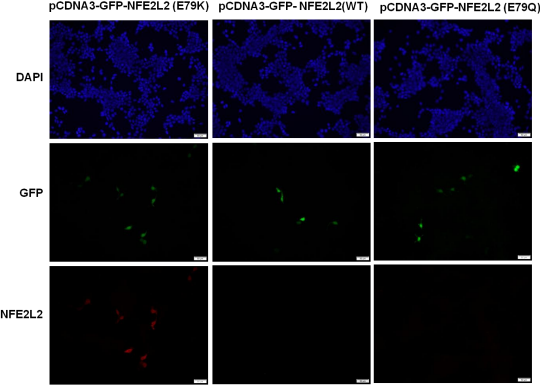 pCDNA3-GFP-NFE2L2 (E79K) pCDNA3-GFP- NFE2L2(WT) pCDNA3-GFP-NFE2L2 (E79Q)
DAPI
GFP
NFE2L2